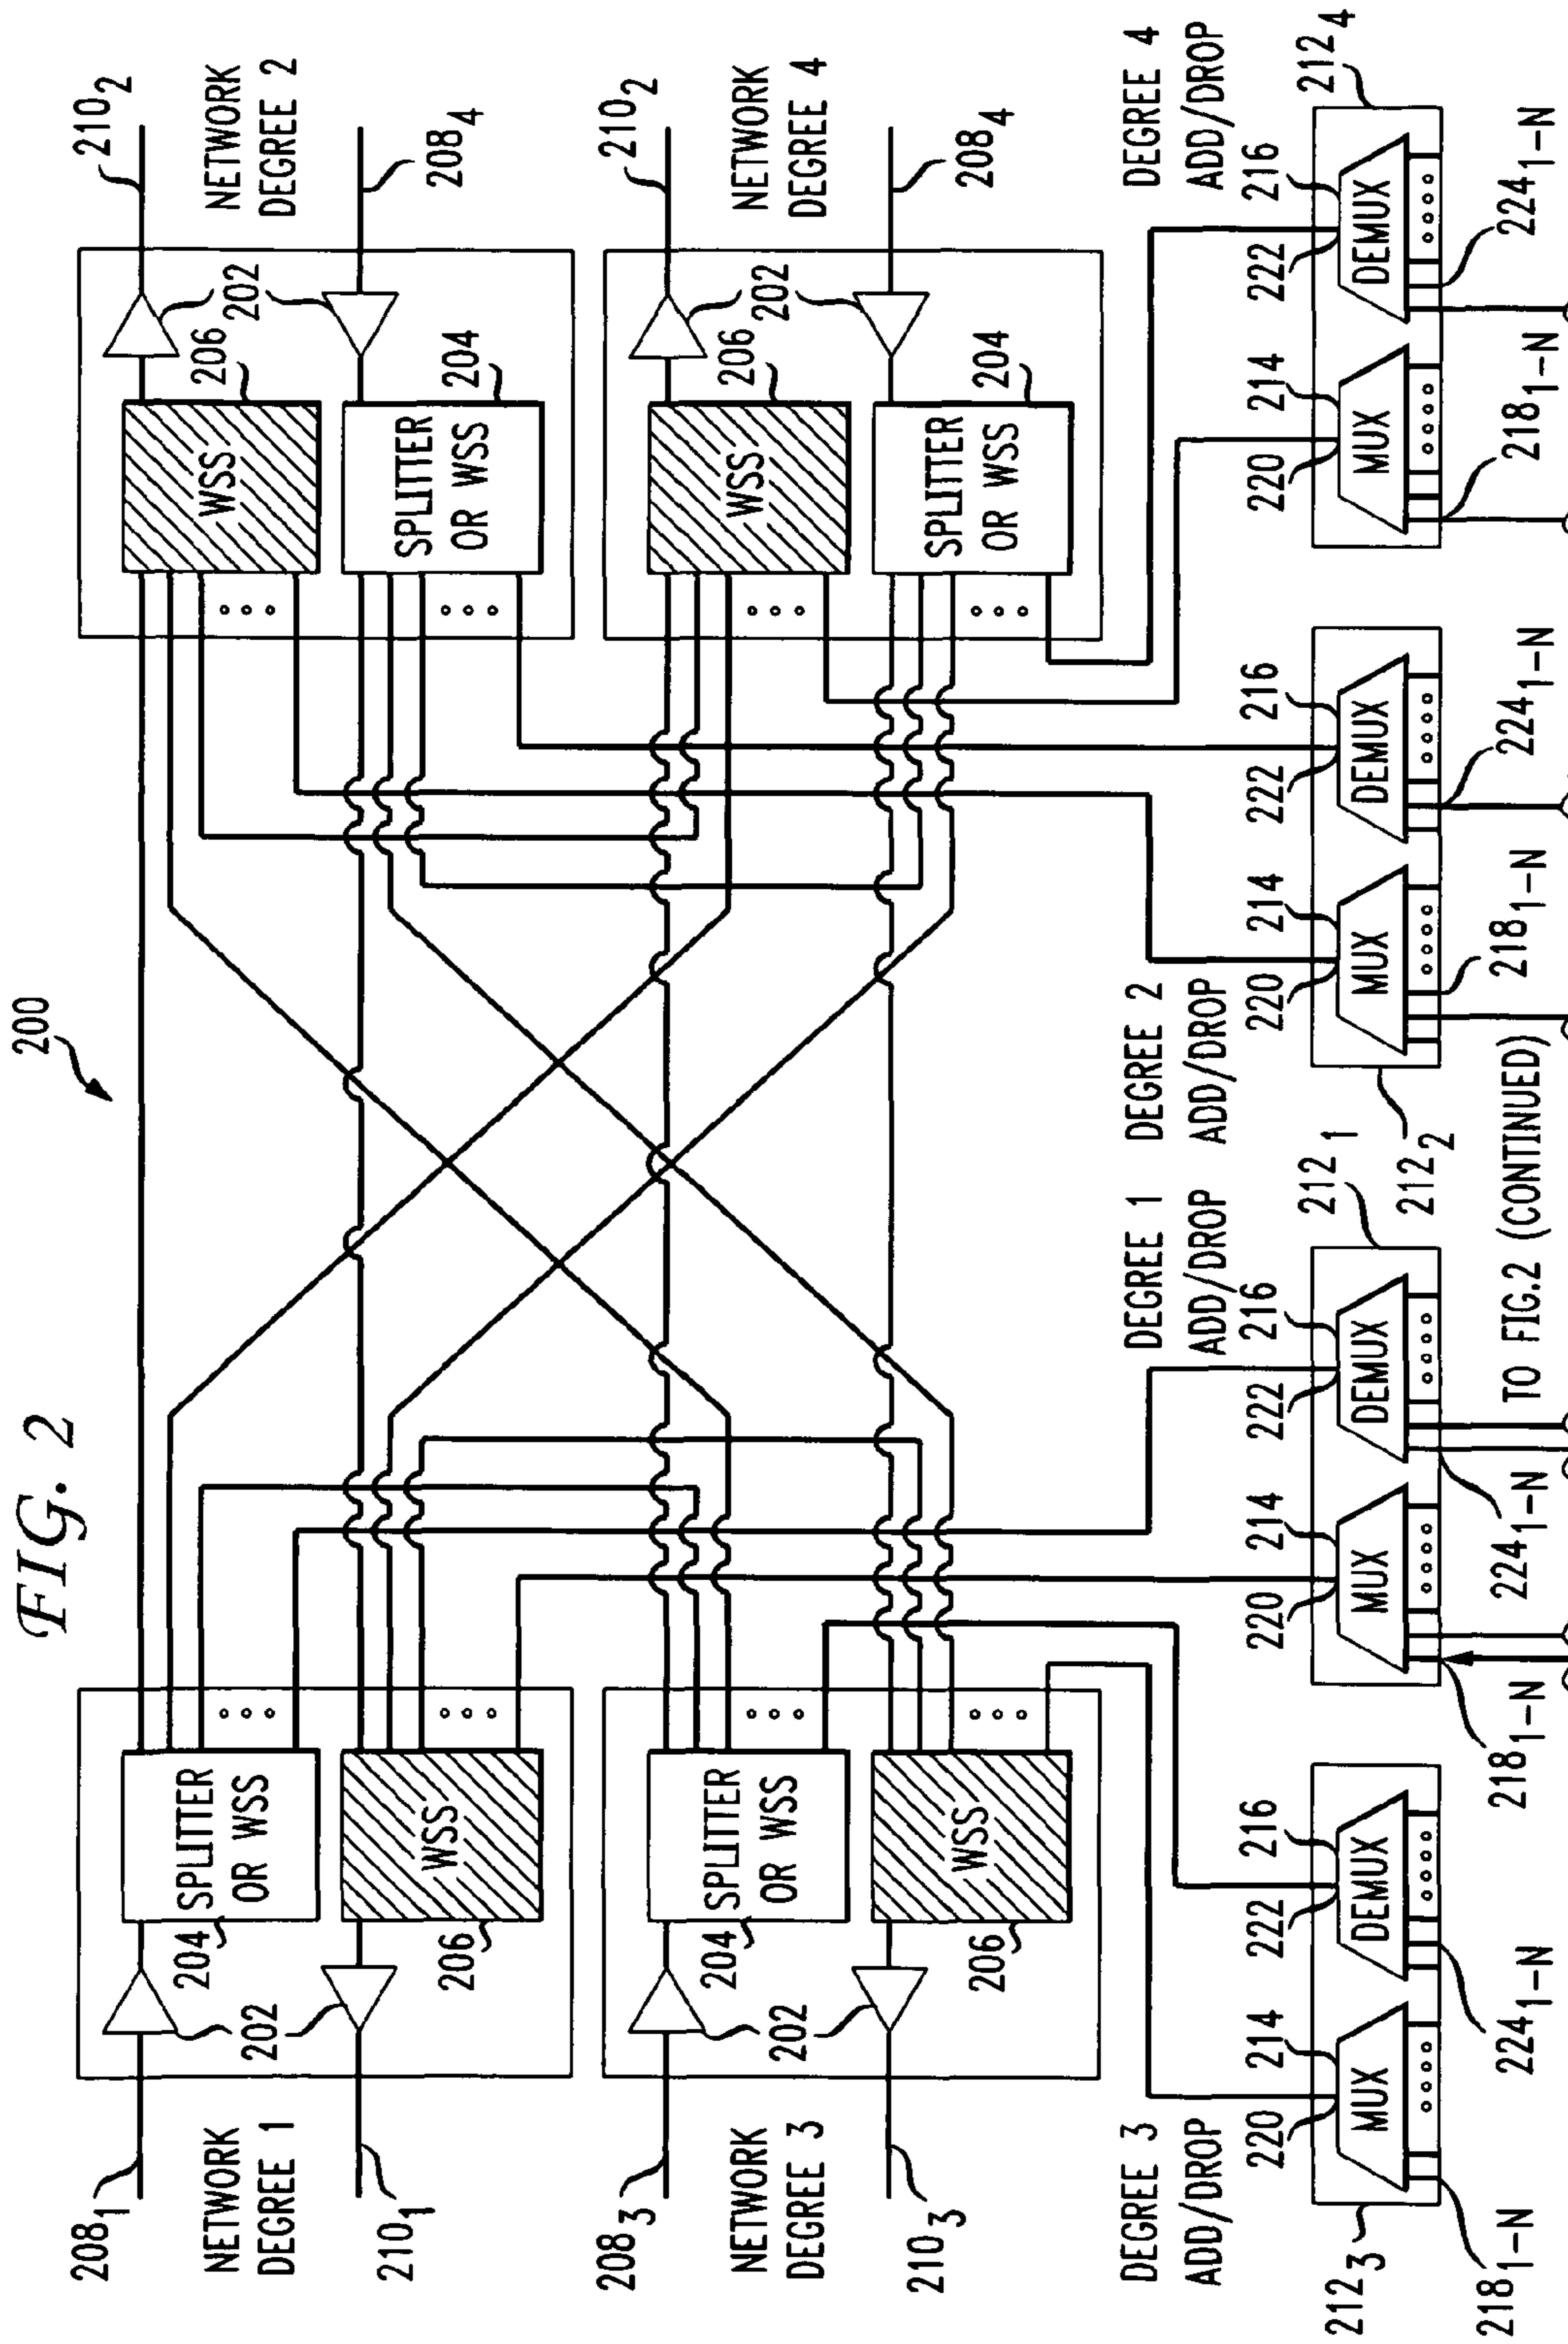 FIG. 2
200
208₁
NETWORK
DEGREE 1
210₁
202
204
SPLITTER
OR WSS
WSS
206
210₂
NETWORK
DEGREE 2
208₄
202
206
WSS
204
SPLITTER
OR WSS
208₃
NETWORK
DEGREE 3
210₃
202
204
SPLITTER
OR WSS
WSS
206
210₂
NETWORK
DEGREE 4
208₄
202
206
WSS
204
SPLITTER
OR WSS
DEGREE 3
ADD/DROP
DEGREE 1
ADD/DROP
DEGREE 2
ADD/DROP
DEGREE 4
ADD/DROP
212₃
220
214
MUX
222
216
DEMUX
218₁₋N
224₁₋N
212₁
220
214
MUX
222
216
DEMUX
218₁₋N
224₁₋N
212₂
220
214
MUX
222
216
DEMUX
218₁₋N
224₁₋N
212₄
220
214
MUX
222
216
DEMUX
218₁₋N
224₁₋N
TO FIG.2 (CONTINUED)